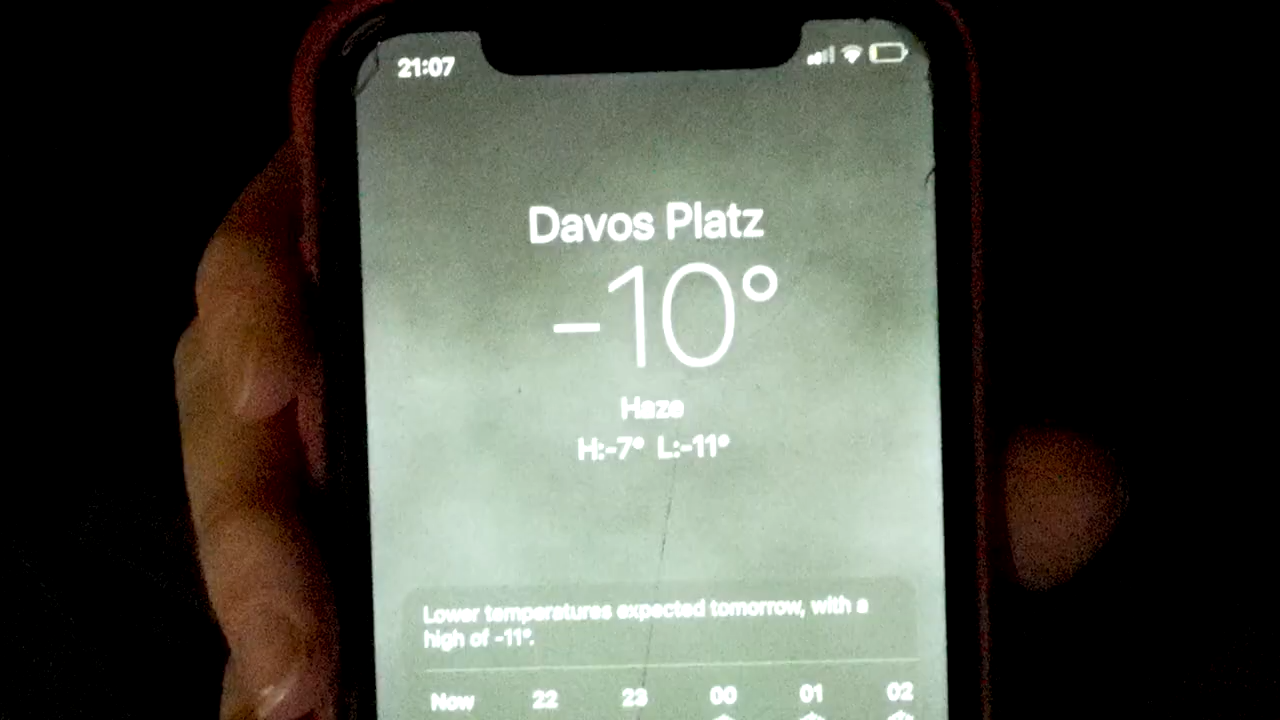 21:07
Davos Platz
-10°
Haze
H:-7° L:-11°
Lower temperatures expected tomorrow, with a
high of -11°.
Now 22 23 00 01 02